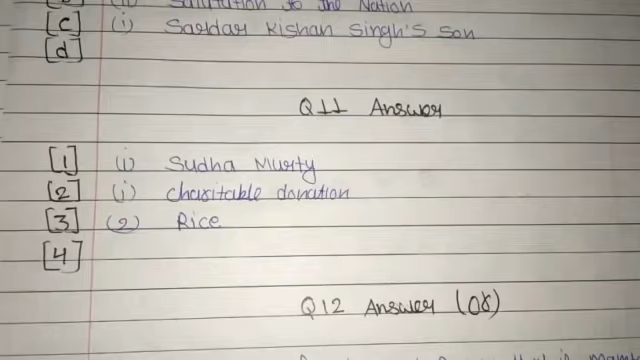 Salutation to the Nation
[C] (i) Sardar Kishan Singh's Son
[d]
Q11 Answer
[1] (i) Sudha Murty
[2] (i) Charitable donation
[3] (2) Rice
[4]
Q12 Answer (Or)